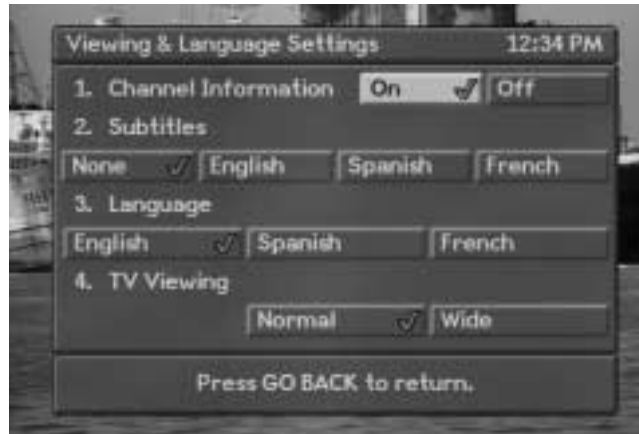 Viewing & Language Settings 12:34 PM
1. Channel Information On Off
2. Subtitles
None English Spanish French
3. Language
English Spanish French
4. TV Viewing
Normal Wide
Press GO BACK to return.